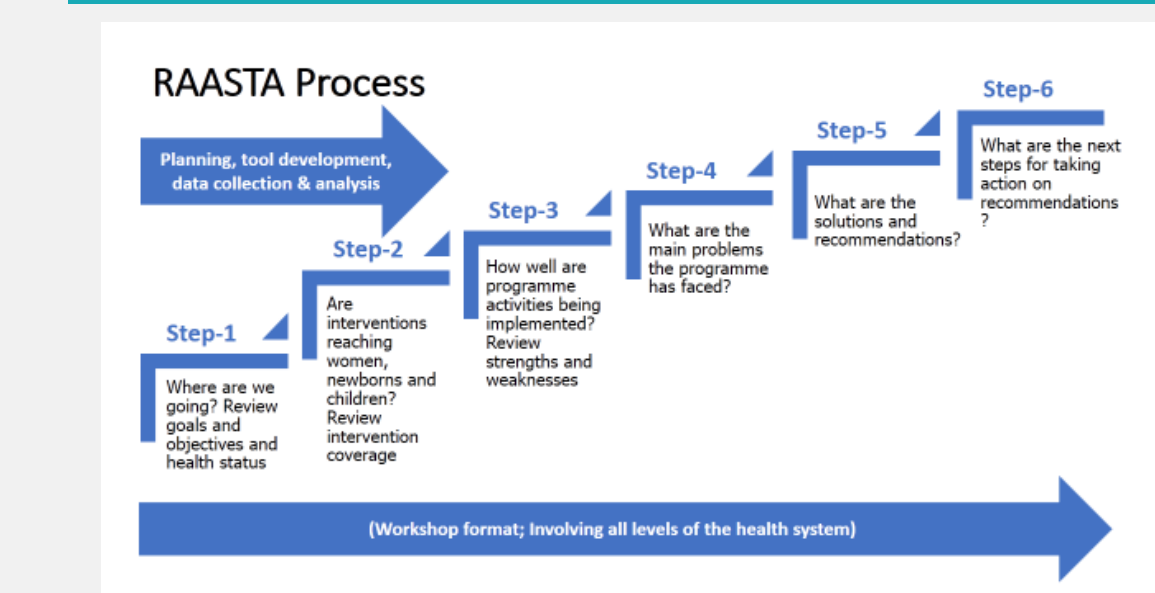 RAASTA Process
Planning, tool development,
data collection & analysis
Step-1
Where are we
going? Review
goals and
objectives and
health status
Step-2
Are
interventions
reaching
women,
newborns and
children?
Review
intervention
coverage
Step-3
How well are
programme
activities being
implemented?
Review
strengths and
weaknesses
Step-4
What are the
main problems
the programme
has faced?
Step-5
What are the
solutions and
recommendations?
Step-6
What are the next
steps for taking
action on
recommendations
?
(Workshop format; Involving all levels of the health system)